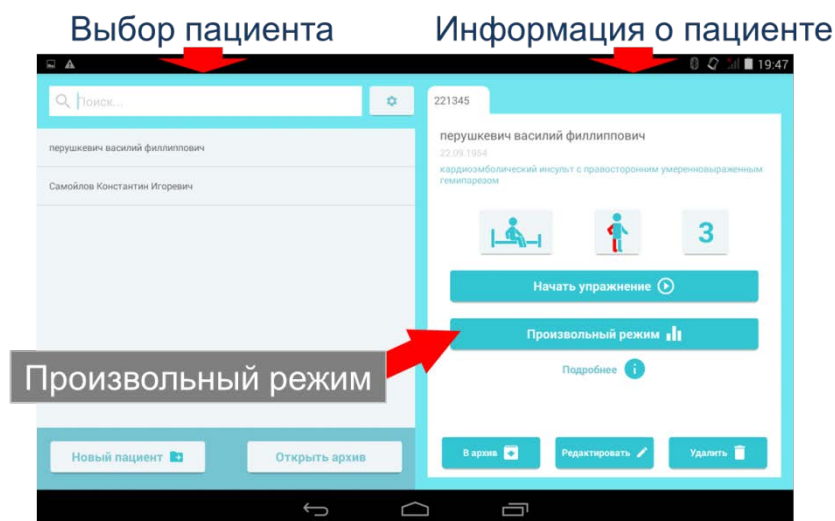 Выбор пациента
Информация о пациенте
19:47
Поиск...
перушкевич василий филлиппович
Самойлов Константин Игоревич
Новый пациент
Открыть архив
221345
перушкевич василий филлиппович
22.09.1954
кардиоэмболический инсульт с правосторонним умеренновыраженным
гемипарезом
3
Начать упражнение
Произвольный режим
Произвольный режим
Подробнее
В архив
Редактировать
Удалить